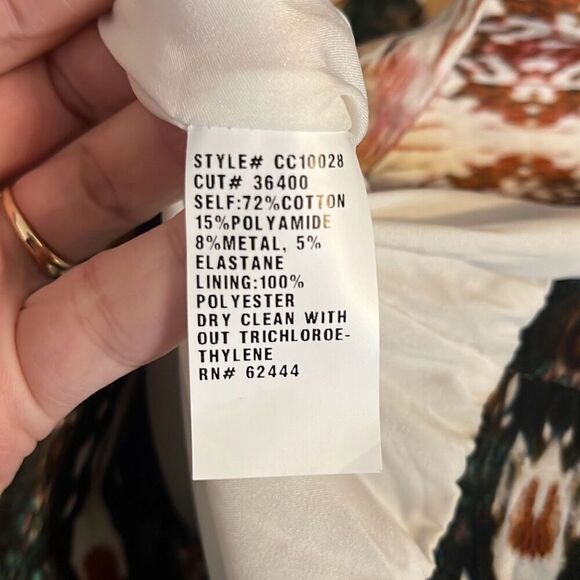 STYLE# CC10028
CUT# 36400
SELF:72%COTTON
15%POLYAMIDE
8%METAL, 5%
ELASTANE
LINING:100%
POLYESTER
DRY CLEAN WITH
OUT TRICHLOROE-
THYLENE
RN# 62444